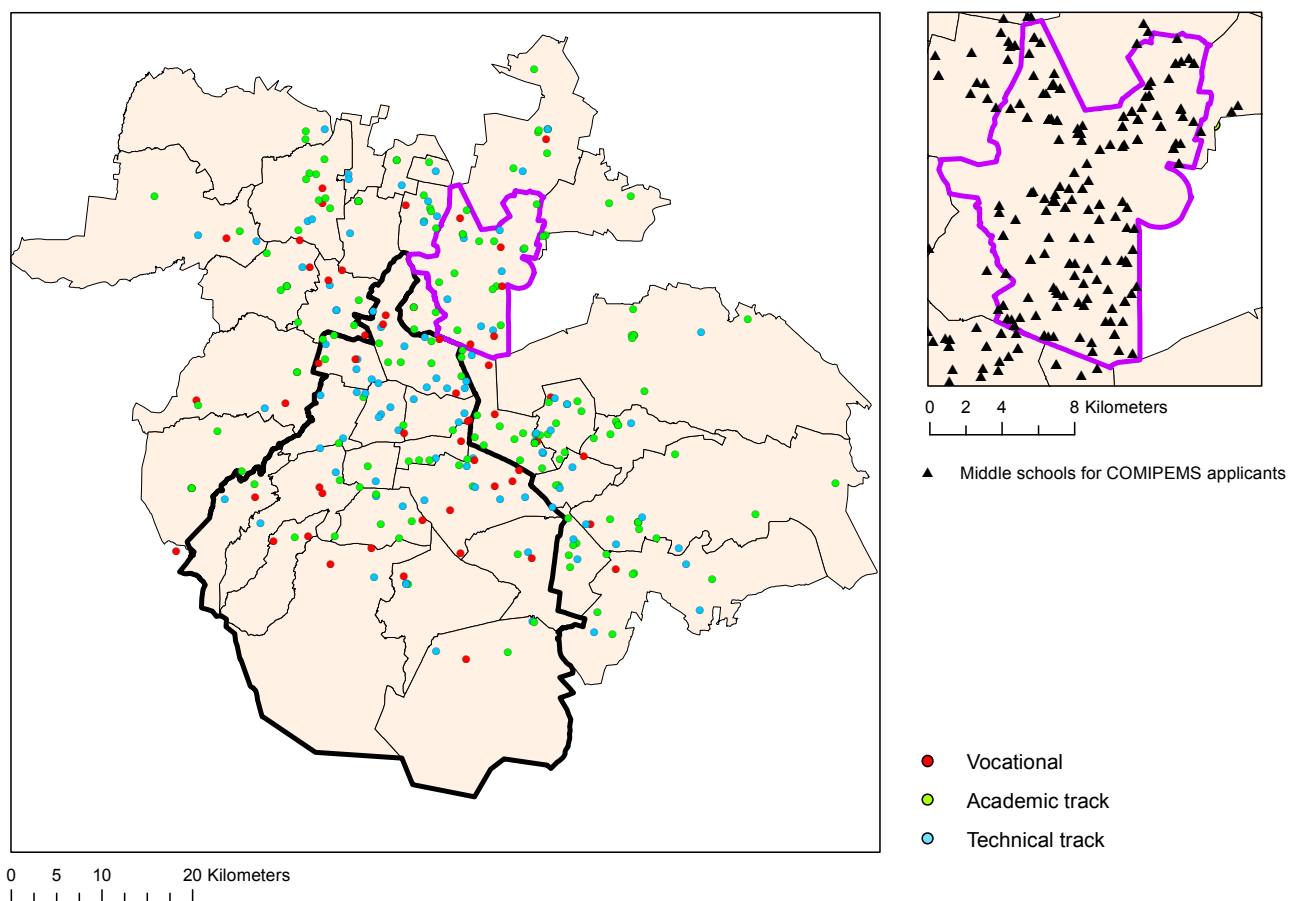 0 2 4 8 Kilometers
Middle schools for COMIPEMS applicants
Vocational
Academic track
Technical track
0 5 10 20 Kilometers